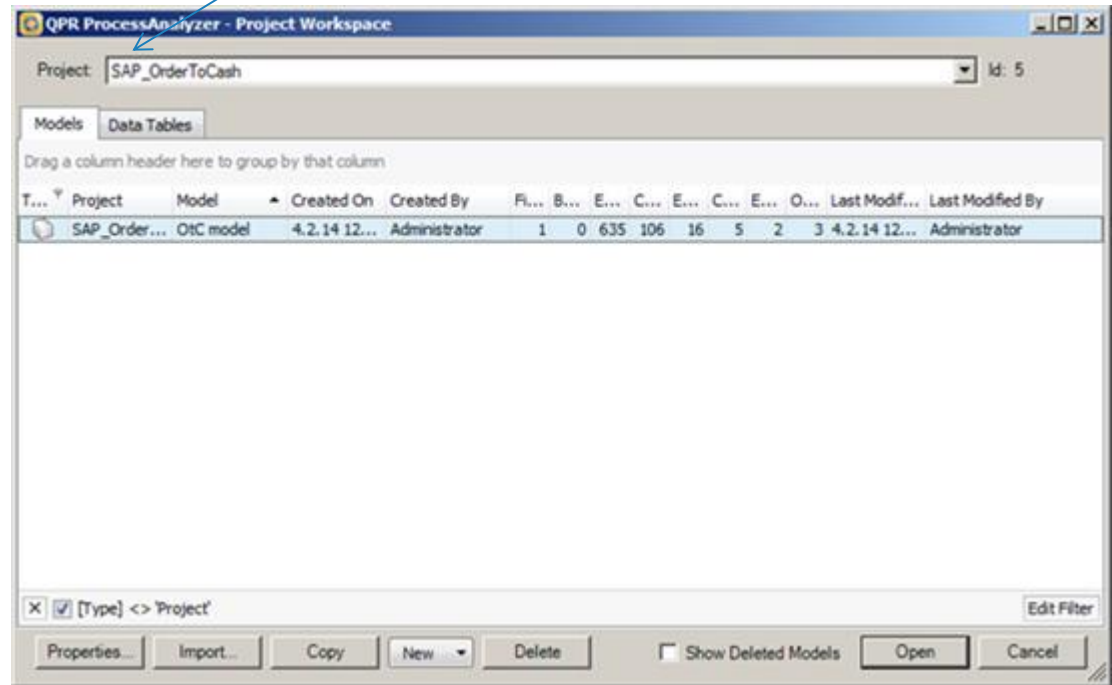 QPR ProcessAnalyzer - Project Workspace
Project: SAP_OrderToCash Id: 5
Models Data Tables
Drag a column header here to group by that column
T... Project Model Created On Created By Fi... B... E... C... E... C... E... O... Last Modif... Last Modified By
SAP_Order... OtC model 4.2.14 12... Administrator 1 0 635 106 16 5 2 3 4.2.14 12... Administrator
[Type] <> 'Project' Edit Filter
Properties... Import... Copy New Delete Show Deleted Models Open Cancel